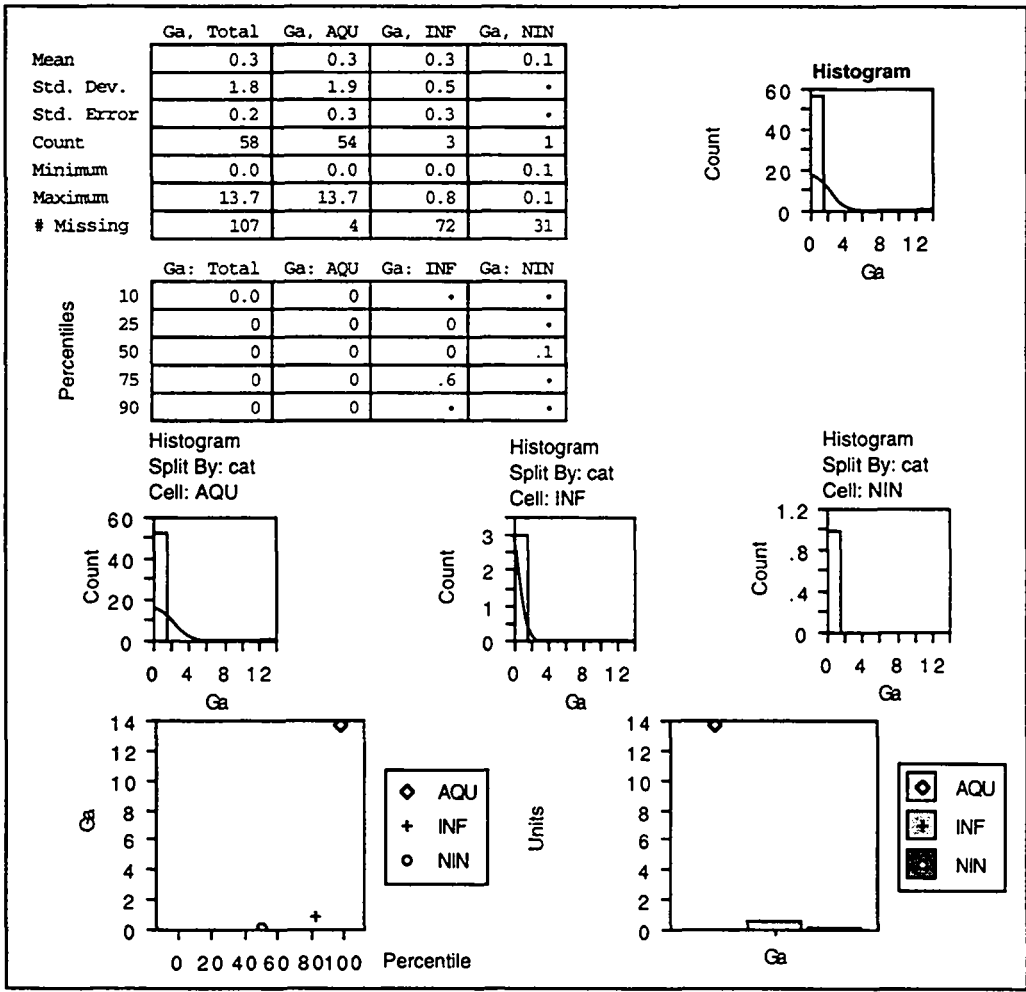 Ga, Total Ga, AQU Ga, INF Ga, NIN
Mean 0.3 0.3 0.3 0.1
Std. Dev. 1.8 1.9 0.5 •
Std. Error 0.2 0.3 0.3 •
Count 58 54 3 1
Minimum 0.0 0.0 0.0 0.1
Maximum 13.7 13.7 0.8 0.1
# Missing 107 4 72 31
Histogram
Count
60
40
20
0
0 4 8 12
Ga
Ga: Total Ga: AQU Ga: INF Ga: NIN
Percentiles
10 0.0 0 • •
25 0 0 0 •
50 0 0 0 .1
75 0 0 .6 •
90 0 0 • •
Histogram
Split By: cat
Cell: AQU
Count
60
40
20
0
0 4 8 12
Ga
Histogram
Split By: cat
Cell: INF
Count
3
2
1
0
0 4 8 12
Ga
Histogram
Split By: cat
Cell: NIN
Count
1.2
.8
.4
0
0 4 8 12
Ga
Ga
14
12
10
8
6
4
2
0
0 20 40 60 80 100 Percentile
AQU
INF
NIN
Units
14
12
10
8
6
4
2
0
Ga
AQU
INF
NIN